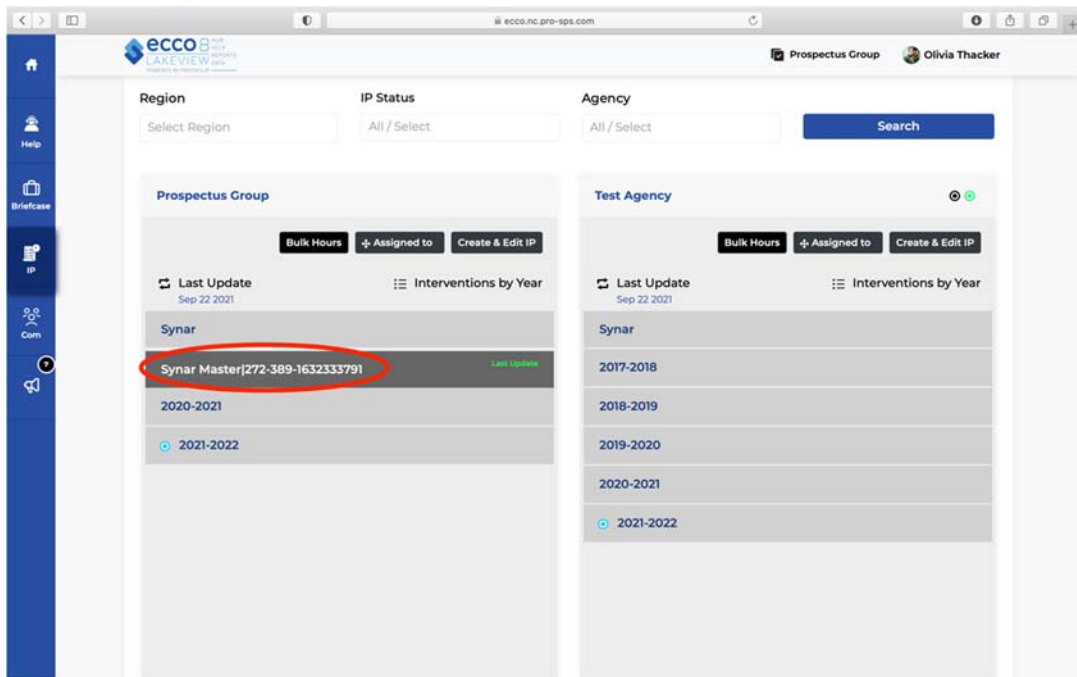 ecco.nc.pro-sps.com
ecco 8
LAKEVIEW
Prospectus Group
Olivia Thacker
Help
Briefcase
IP
Com
?
Region
IP Status
Agency
Select Region
All / Select
All / Select
Search
Prospectus Group
Bulk Hours
Assigned to
Create & Edit IP
Last Update
Interventions by Year
Sep 22 2021
Synar
Synar Master|272-389-1632333791
Last Update
2020-2021
2021-2022
Test Agency
Bulk Hours
Assigned to
Create & Edit IP
Last Update
Interventions by Year
Sep 22 2021
Synar
2017-2018
2018-2019
2019-2020
2020-2021
2021-2022